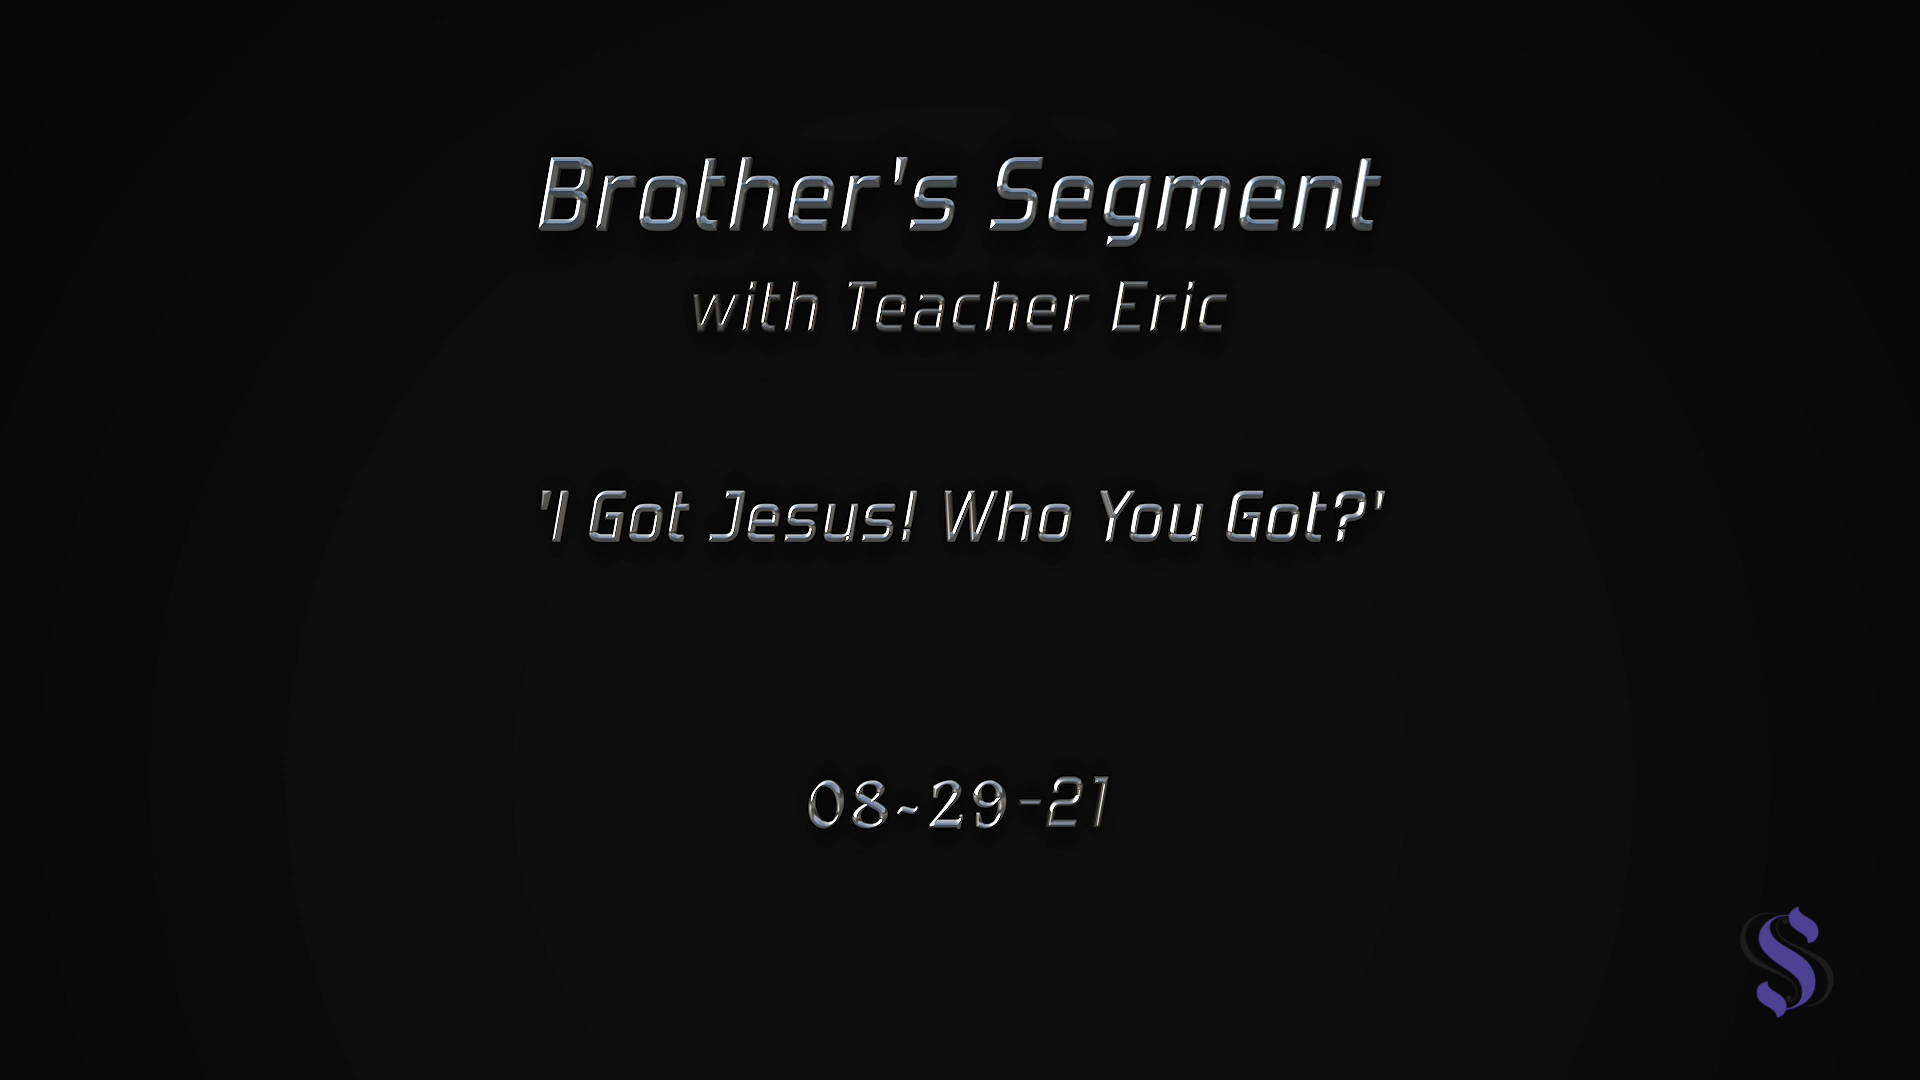 Brother's Segment
with Teacher Eric
'I Got Jesus! Who You Got?'
08~29-21
S